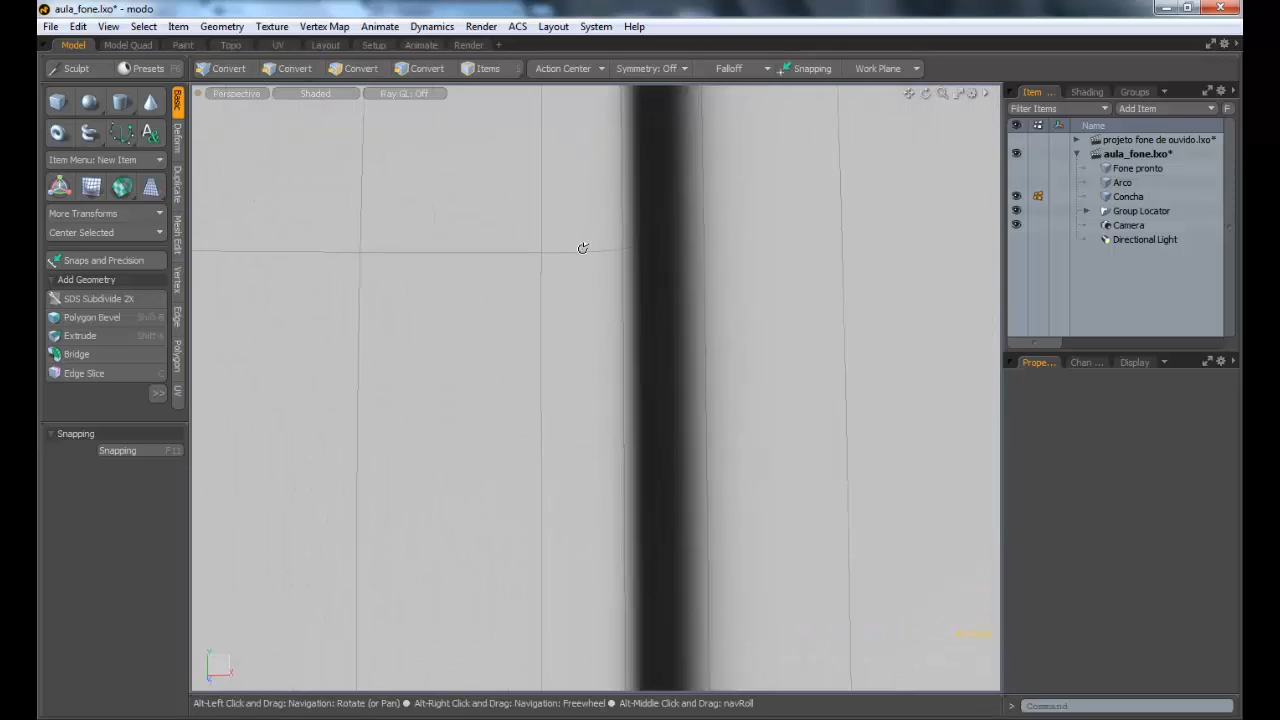 aula_fone.lxo* - modo
File Edit View Select Item Geometry Texture Vertex Map Animate Dynamics Render ACS Layout System Help
Model Model Quad Paint Topo UV Layout Setup Animate Render +
Sculpt Presets F6 Convert Convert Convert Convert Items Action Center Symmetry: Off Falloff Snapping Work Plane
Perspective Shaded Ray GL: Off
Basic
Deform
Duplicate
Mesh Edit
Vertex
Edge
Polygon
UV
Item Menu: New Item
More Transforms
Center Selected
Snaps and Precision
Add Geometry
SDS Subdivide 2X
Polygon Bevel Shift-B
Extrude Shift-
Bridge
Edge Slice C
>>
Snapping
Snapping F11
Item ... Shading Groups
Filter Items Add Item F
Name
projeto fone de ouvido.lxo*
aula_fone.lxo*
Fone pronto
Arco
Concha
Group Locator
Camera
Directional Light
Prope... Chan ... Display
Y
X
Alt-Left Click and Drag: Navigation: Rotate (or Pan) ● Alt-Right Click and Drag: Navigation: Freewheel ● Alt-Middle Click and Drag: navRoll
> Command